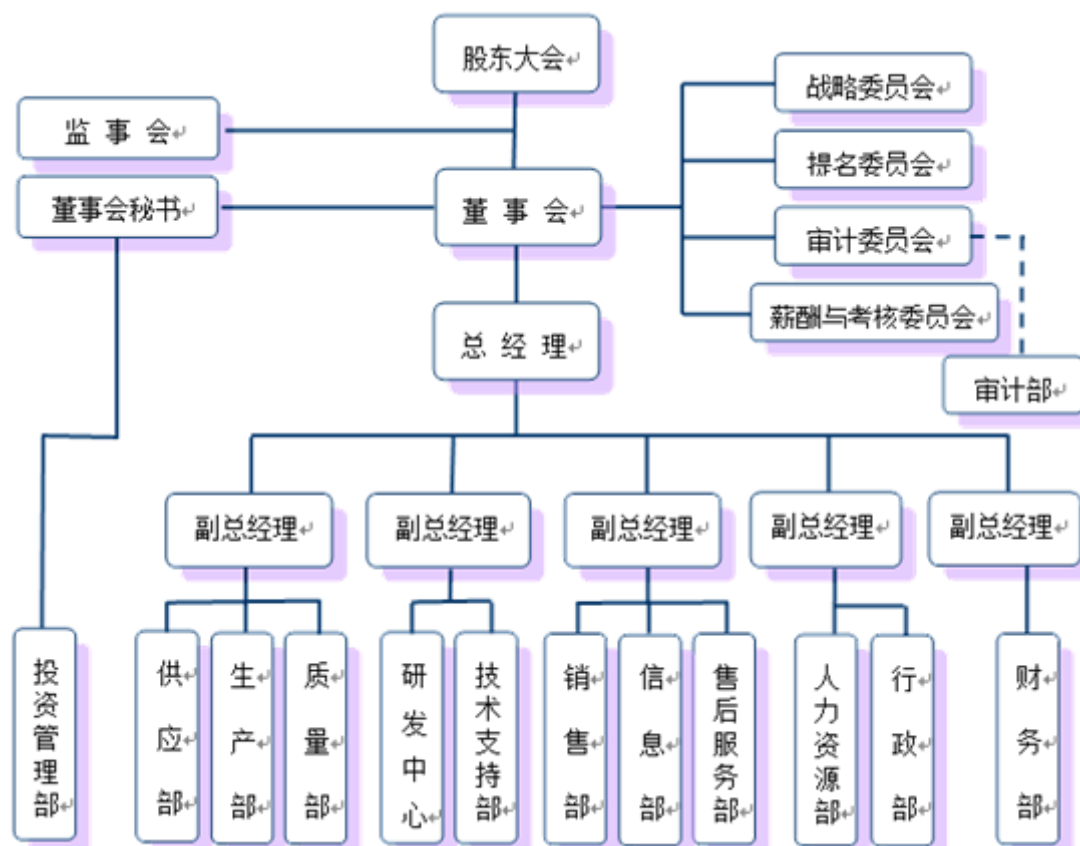 股东大会
战略委员会
监 事 会
提名委员会
董事会秘书
董 事 会
审计委员会
总 经 理
薪酬与考核委员会
审计部
副总经理
副总经理
副总经理
副总经理
副总经理
投资管理部
供应部
生产部
质量部
研发中心
技术支持部
销售部
信息部
售后服务部
人力资源部
行政部
财务部